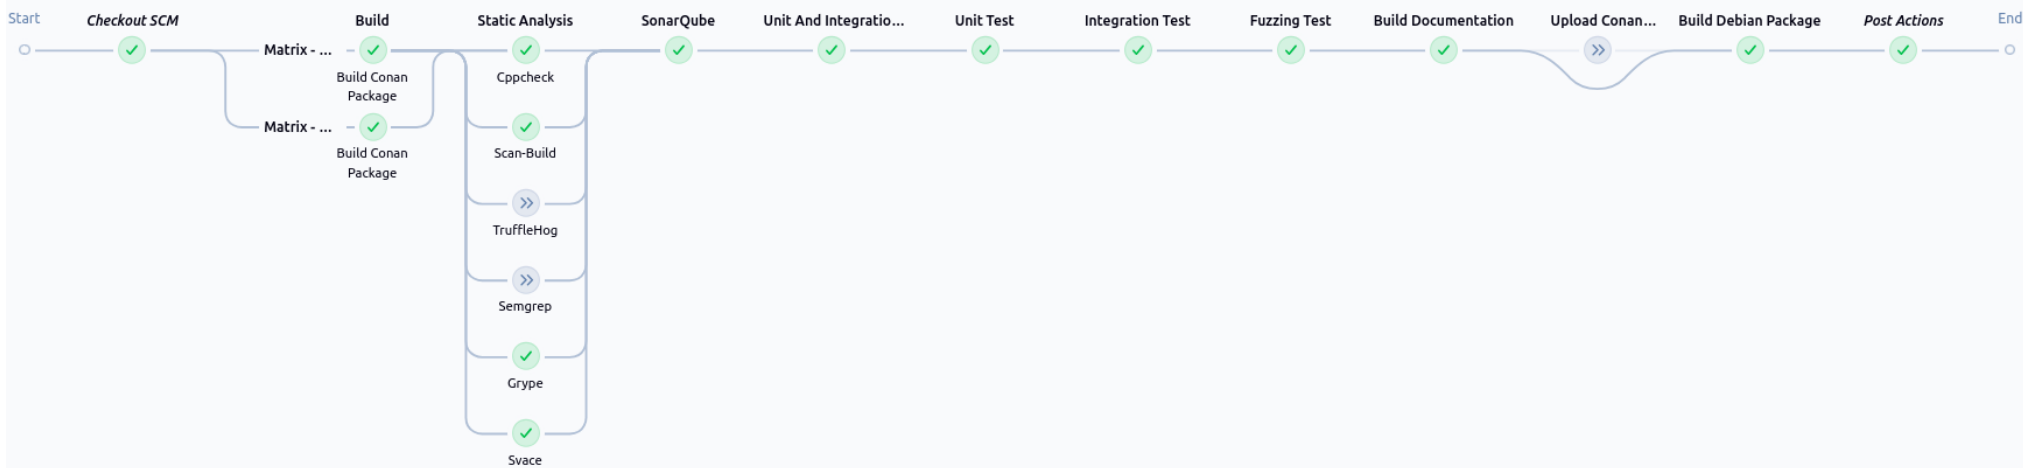 Start
Checkout SCM
Build
Static Analysis
SonarQube
Unit And Integratio...
Unit Test
Integration Test
Fuzzing Test
Build Documentation
Upload Conan...
Build Debian Package
Post Actions
End
Matrix - ...
Build Conan
Package
Matrix - ...
Build Conan
Package
Cppcheck
Scan-Build
TruffleHog
Semgrep
Grype
Svace